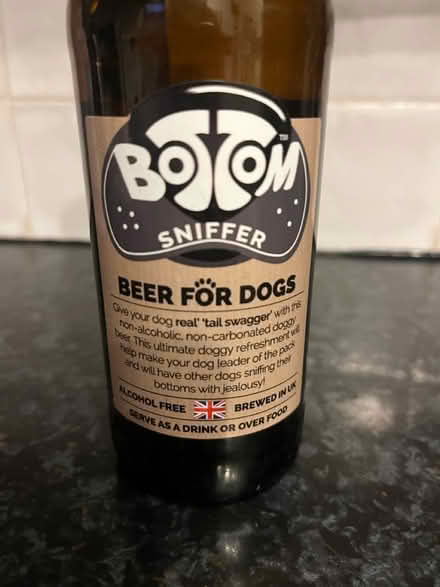 BOTTOM™
SNIFFER
BEER FOR DOGS
Give your dog real' 'tail swagger' with this
non-alcoholic, non-carbonated doggy
beer. This ultimate doggy refreshment will
help make your dog leader of the pack
and will have other dogs sniffing their
bottoms with jealousy!
ALCOHOL FREE BREWED IN UK
SERVE AS A DRINK OR OVER FOOD